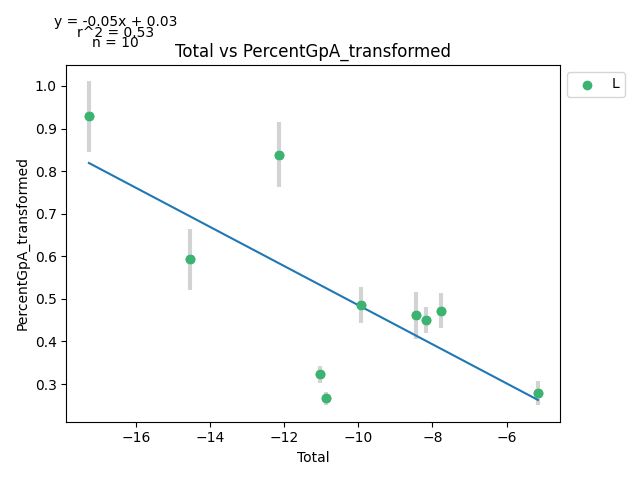 y = -0.05x + 0.03
r^2 = 0.53
n = 10
Total vs PercentGpA_transformed
L
1.0
0.9
0.8
0.7
0.6
0.5
0.4
0.3
PercentGpA_transformed
−16
−14
−12
−10
−8
−6
Total